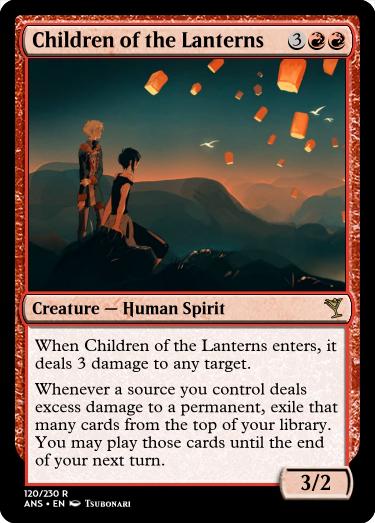 Children of the Lanterns 3
Creature — Human Spirit
When Children of the Lanterns enters, it
deals 3 damage to any target.
Whenever a source you control deals
excess damage to a permanent, exile that
many cards from the top of your library.
You may play those cards until the end
of your next turn.
3/2
120/230 R
ANS • EN Tsubonari